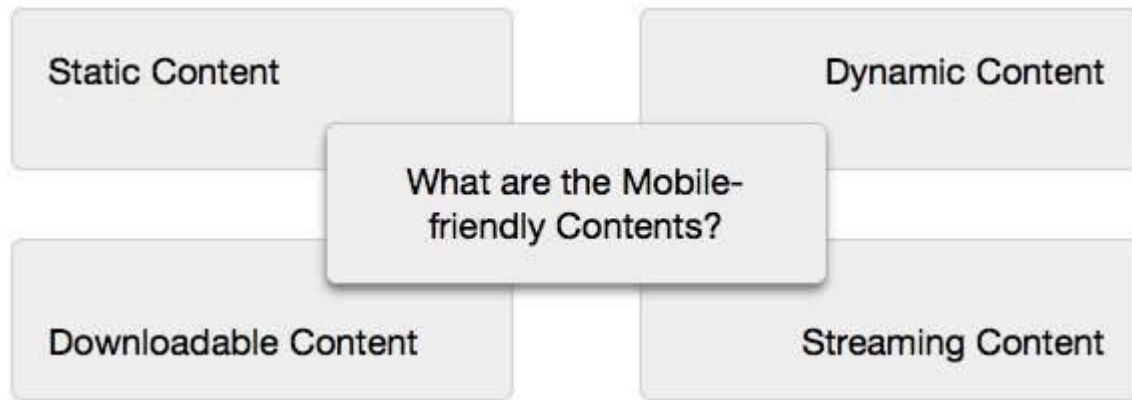 Static Content
Dynamic Content
What are the Mobile-
friendly Contents?
Downloadable Content
Streaming Content